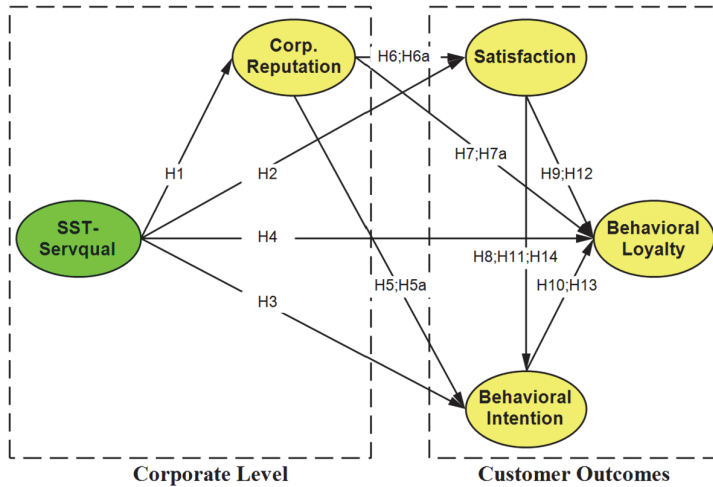 Corp.
Reputation
H6;H6a
Satisfaction
H7;H7a
H1
H2
H9;H12
SST-
Servqual
H4
Behavioral
Loyalty
H8;H11;H14
H5;H5a
H10;H13
H3
Behavioral
Intention
Corporate Level
Customer Outcomes